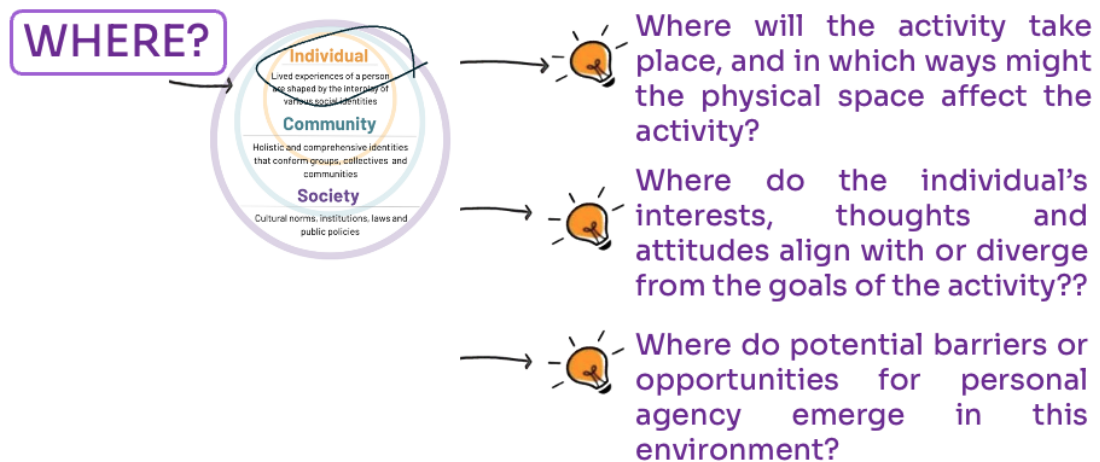 WHERE?
Individual
Lived experiences of a person
are shaped by the interplay of
various social identities
Community
Holistic and comprehensive identities
that conform groups, collectives and
communities
Society
Cultural norms, institutions, laws and
public policies
Where will the activity take
place, and in which ways might
the physical space affect the
activity?
Where do the individual's
interests, thoughts and
attitudes align with or diverge
from the goals of the activity??
Where do potential barriers or
opportunities for personal
agency emerge in this
environment?